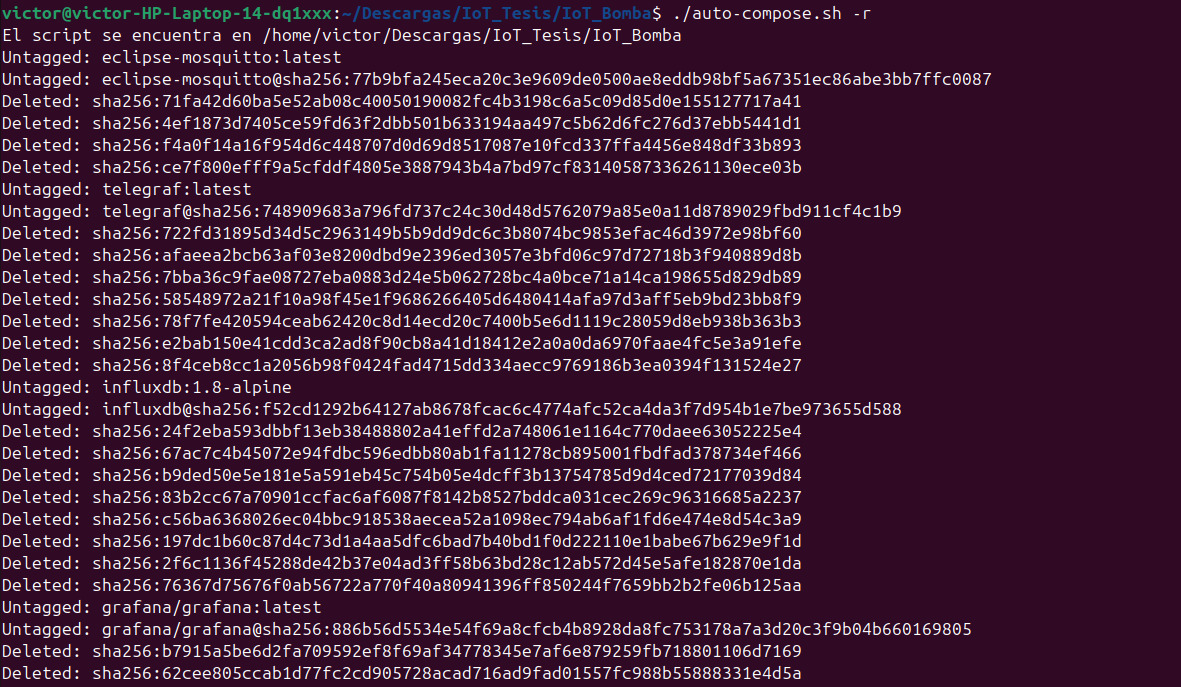 victor@victor-HP-Laptop-14-dq1xxx:~/Descargas/IoT_Tesis/IoT_Bomba$ ./auto-compose.sh -r
El script se encuentra en /home/victor/Descargas/IoT_Tesis/IoT_Bomba
Untagged: eclipse-mosquitto:latest
Untagged: eclipse-mosquitto@sha256:77b9bfa245eca20c3e9609de0500ae8eddb98bf5a67351ec86abe3bb7ffc0087
Deleted: sha256:71fa42d60ba5e52ab08c40050190082fc4b3198c6a5c09d85d0e155127717a41
Deleted: sha256:4ef1873d7405ce59fd63f2dbb501b633194aa497c5b62d6fc276d37ebb5441d1
Deleted: sha256:f4a0f14a16f954d6c448707d0d69d8517087e10fcd337ffa4456e848df33b893
Deleted: sha256:ce7f800efff9a5cfddf4805e3887943b4a7bd97cf83140587336261130ece03b
Untagged: telegraf:latest
Untagged: telegraf@sha256:748909683a796fd737c24c30d48d5762079a85e0a11d8789029fbd911cf4c1b9
Deleted: sha256:722fd31895d34d5c2963149b5b9dd9dc6c3b8074bc9853efac46d3972e98bf60
Deleted: sha256:afaeea2bcb63af03e8200dbd9e2396ed3057e3bfd06c97d72718b3f940889d8b
Deleted: sha256:7bba36c9fae08727eba0883d24e5b062728bc4a0bce71a14ca198655d829db89
Deleted: sha256:58548972a21f10a98f45e1f9686266405d6480414afa97d3aff5eb9bd23bb8f9
Deleted: sha256:78f7fe420594ceab62420c8d14ecd20c7400b5e6d1119c28059d8eb938b363b3
Deleted: sha256:e2bab150e41cdd3ca2ad8f90cb8a41d18412e2a0a0da6970faae4fc5e3a91efe
Deleted: sha256:8f4ceb8cc1a2056b98f0424fad4715dd334aecc9769186b3ea0394f131524e27
Untagged: influxdb:1.8-alpine
Untagged: influxdb@sha256:f52cd1292b64127ab8678fcac6c4774afc52ca4da3f7d954b1e7be973655d588
Deleted: sha256:24f2eba593dbbf13eb38488802a41effd2a748061e1164c770daee63052225e4
Deleted: sha256:67ac7c4b45072e94fdbc596edbb80ab1fa11278cb895001fbdfad378734ef466
Deleted: sha256:b9ded50e5e181e5a591eb45c754b05e4dcff3b13754785d9d4ced72177039d84
Deleted: sha256:83b2cc67a70901ccfac6af6087f8142b8527bddca031cec269c96316685a2237
Deleted: sha256:c56ba6368026ec04bbc918538aecea52a1098ec794ab6af1fd6e474e8d54c3a9
Deleted: sha256:197dc1b60c87d4c73d1a4aa5dfc6bad7b40bd1f0d222110e1babe67b629e9f1d
Deleted: sha256:2f6c1136f45288de42b37e04ad3ff58b63bd28c12ab572d45e5afe182870e1da
Deleted: sha256:76367d75676f0ab56722a770f40a80941396ff850244f7659bb2b2fe06b125aa
Untagged: grafana/grafana:latest
Untagged: grafana/grafana@sha256:886b56d5534e54f69a8cfcb4b8928da8fc753178a7a3d20c3f9b04b660169805
Deleted: sha256:b7915a5be6d2fa709592ef8f69af34778345e7af6e879259fb718801106d7169
Deleted: sha256:62cee805ccab1d77fc2cd905728acad716ad9fad01557fc988b55888331e4d5a